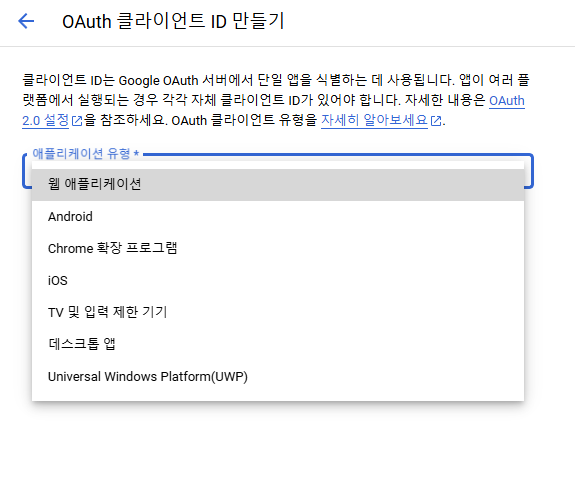 OAuth 클라이언트 ID 만들기
클라이언트 ID는 Google OAuth 서버에서 단일 앱을 식별하는 데 사용됩니다. 앱이 여러 플
랫폼에서 실행되는 경우 각각 자체 클라이언트 ID가 있어야 합니다. 자세한 내용은 OAuth
2.0 설정을 참조하세요. OAuth 클라이언트 유형을 자세히 알아보세요.
애플리케이션 유형 *
웹 애플리케이션
Android
Chrome 확장 프로그램
iOS
TV 및 입력 제한 기기
데스크톱 앱
Universal Windows Platform(UWP)